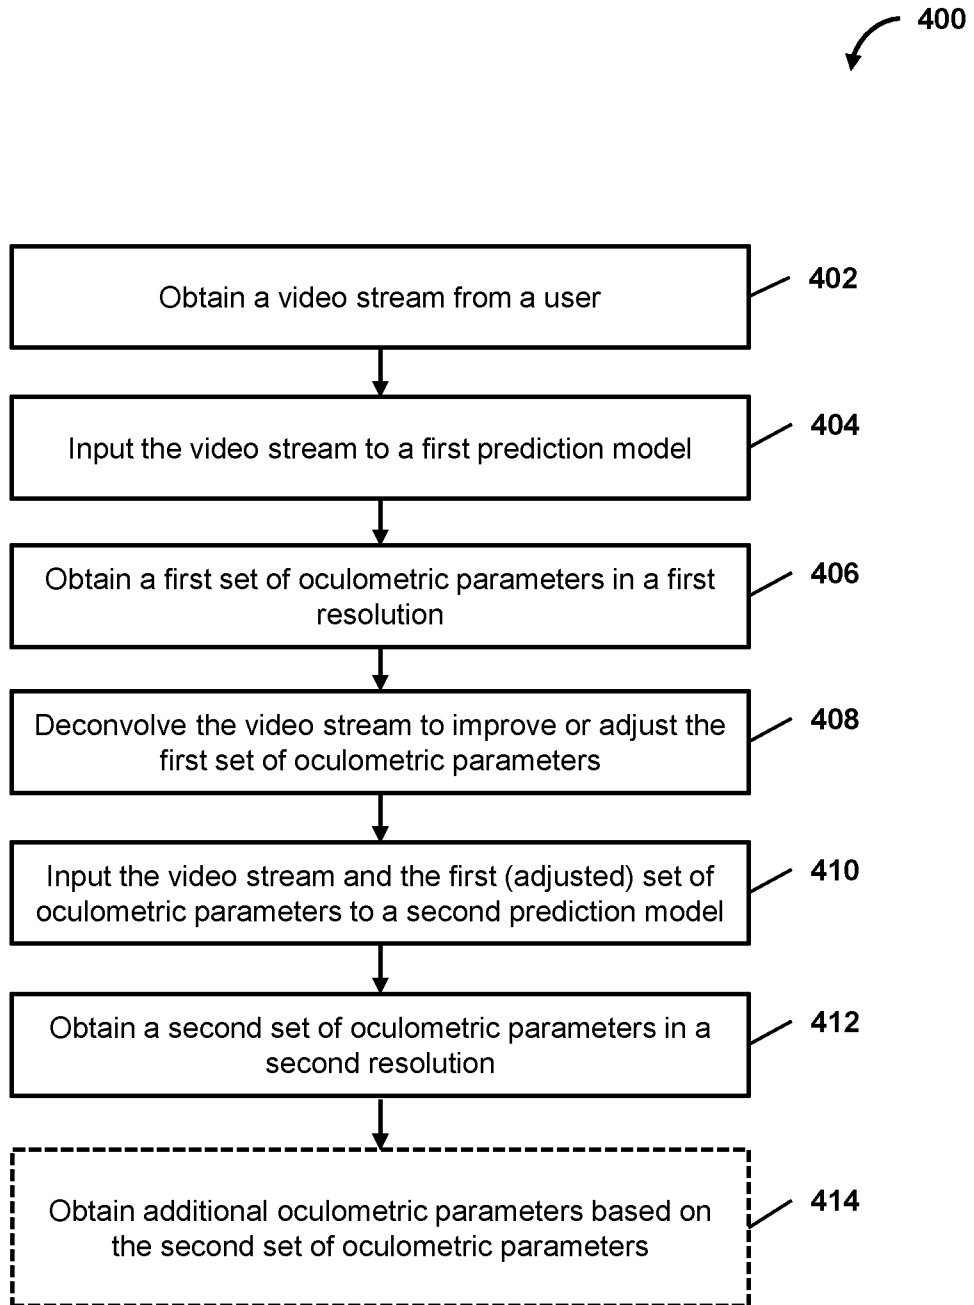 400
Obtain a video stream from a user
402
Input the video stream to a first prediction model
404
Obtain a first set of oculometric parameters in a first
resolution
406
Deconvolve the video stream to improve or adjust the
first set of oculometric parameters
408
Input the video stream and the first (adjusted) set of
oculometric parameters to a second prediction model
410
Obtain a second set of oculometric parameters in a
second resolution
412
Obtain additional oculometric parameters based on
the second set of oculometric parameters
414